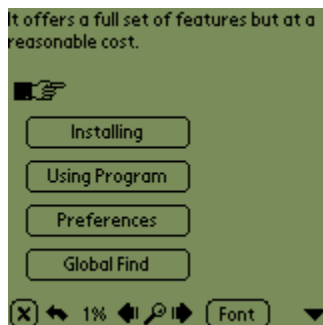 It offers a full set of features but at a
reasonable cost.
Installing
Using Program
Preferences
Global Find
1% Font